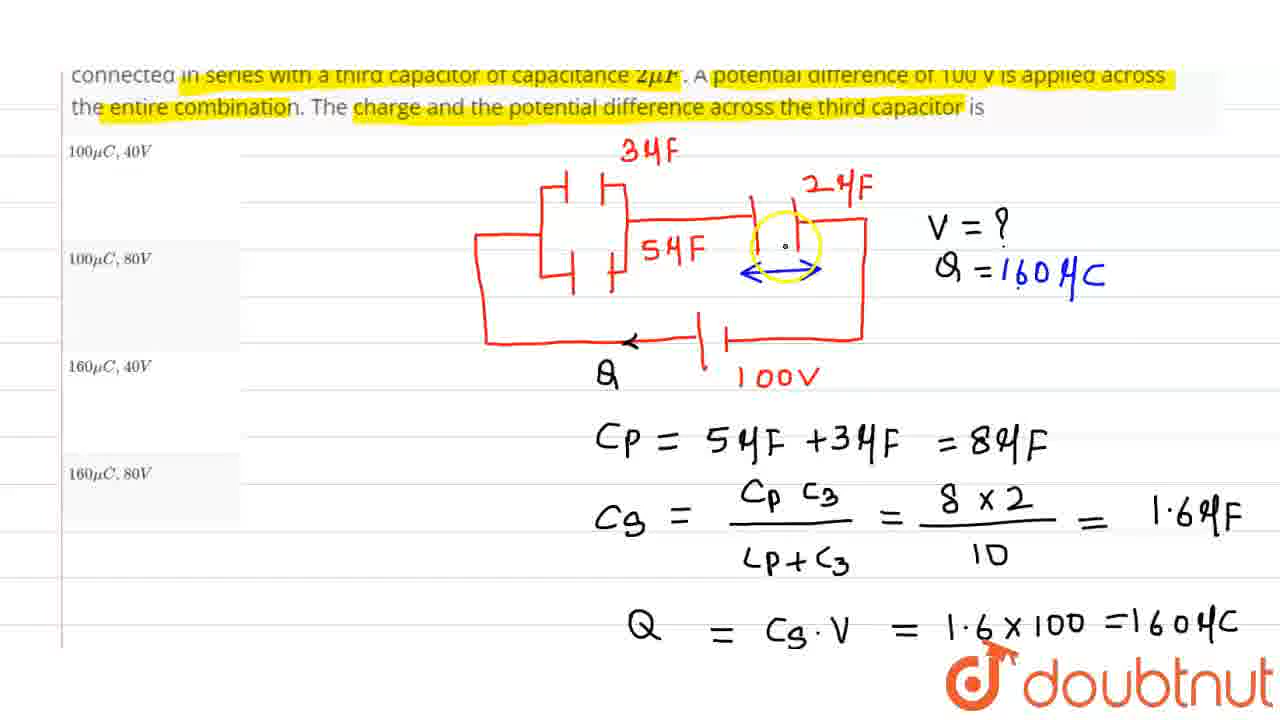 connected in series with a third capacitor of capacitance 2μF. A potential difference of 100 V is applied across
the entire combination. The charge and the potential difference across the third capacitor is
100μC, 40V
100μC, 80V
160μC, 40V
160μC, 80V
3μF
2μF
5μF
V = ?
Q = 160μC
Q
100V
Cp = 5μF + 3μF = 8μF
Cs = Cp C3 / Cp + C3 = 8 × 2 / 10 = 1.6μF
Q = Cs . V = 1.6 × 100 = 160μC
doubtnut